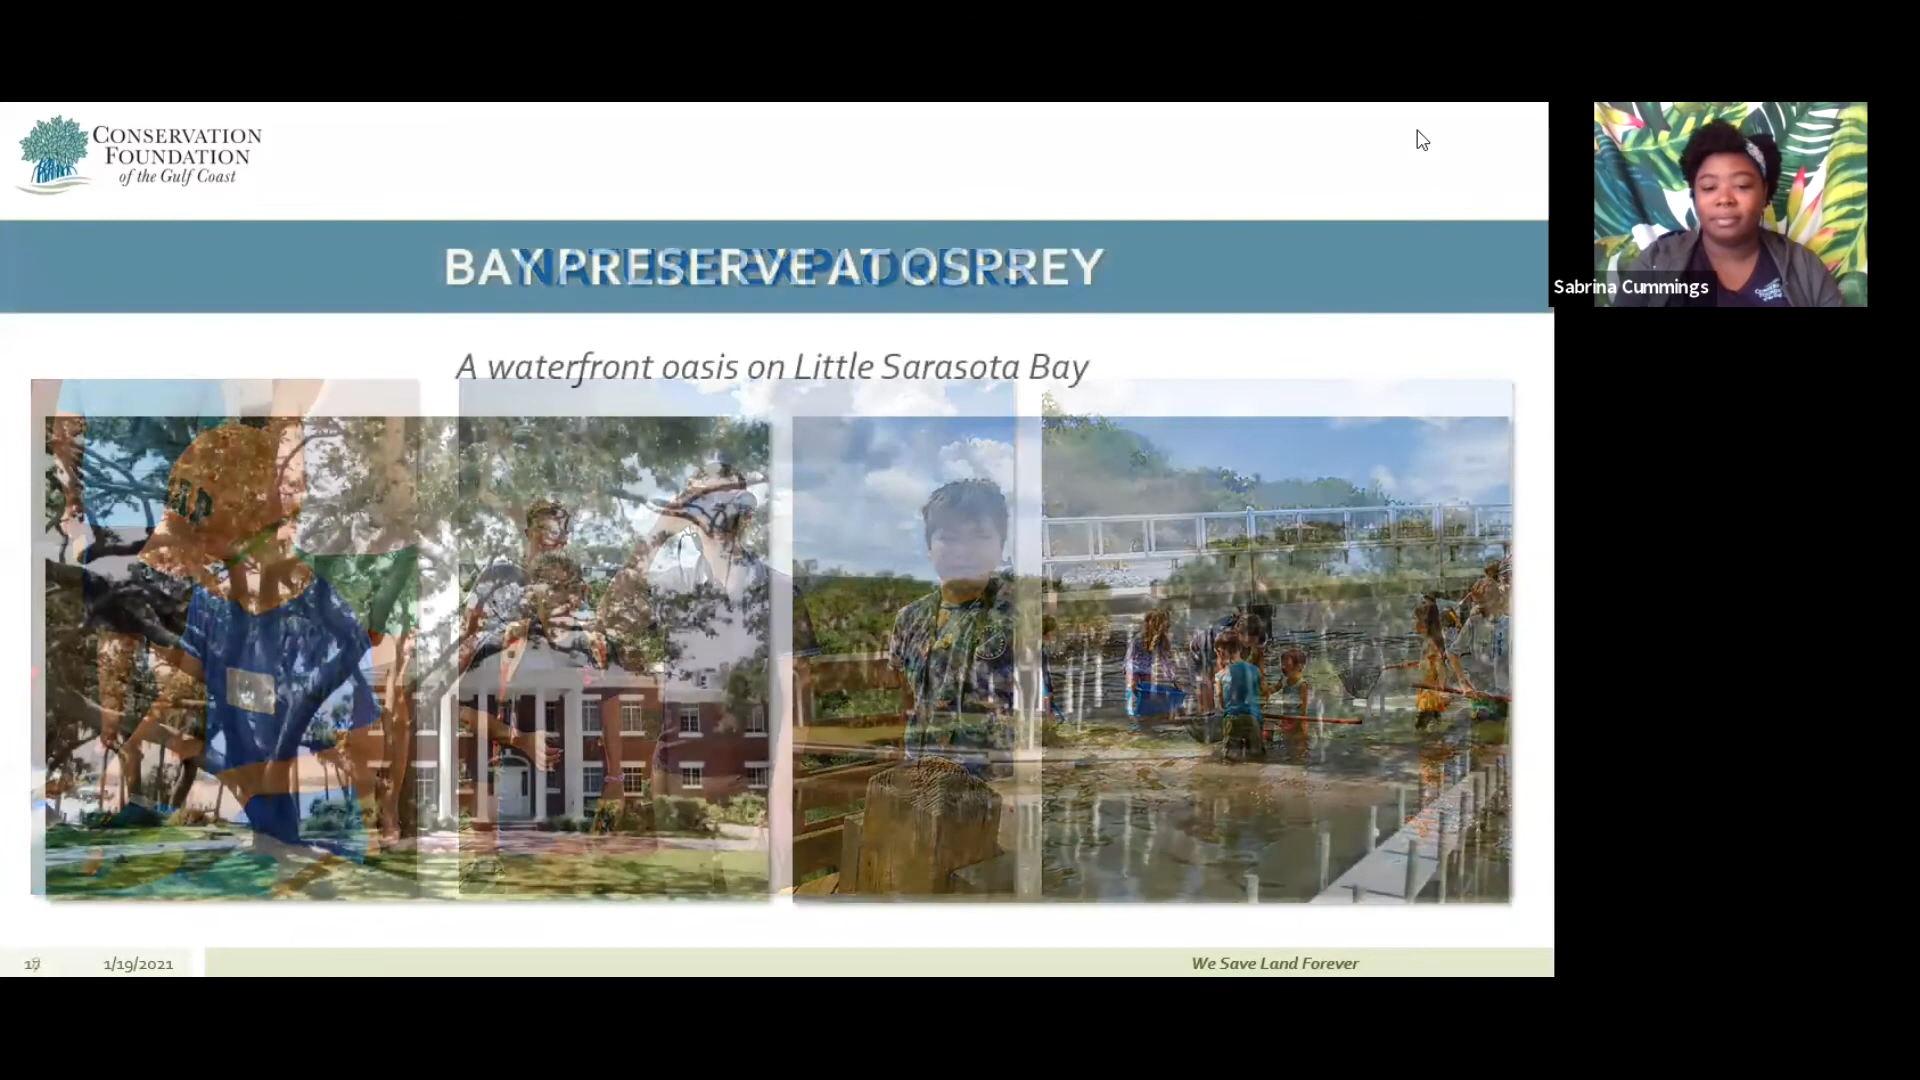 CONSERVATION
FOUNDATION
of the Gulf Coast
BAY PRESERVE AT OSPREY
A waterfront oasis on Little Sarasota Bay
Sabrina Cummings
1/19/2021
We Save Land Forever